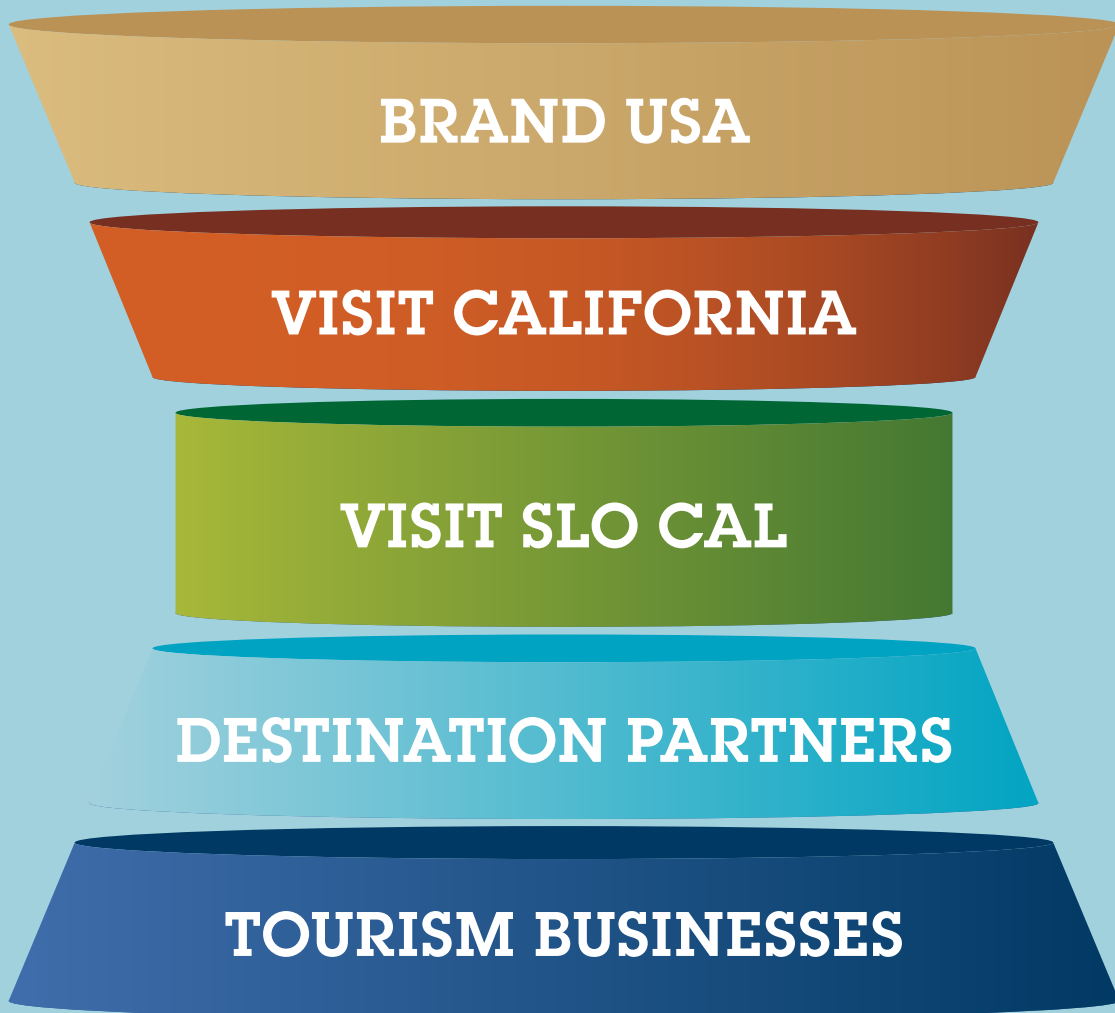 BRAND USA
VISIT CALIFORNIA
VISIT SLO CAL
DESTINATION PARTNERS
TOURISM BUSINESSES